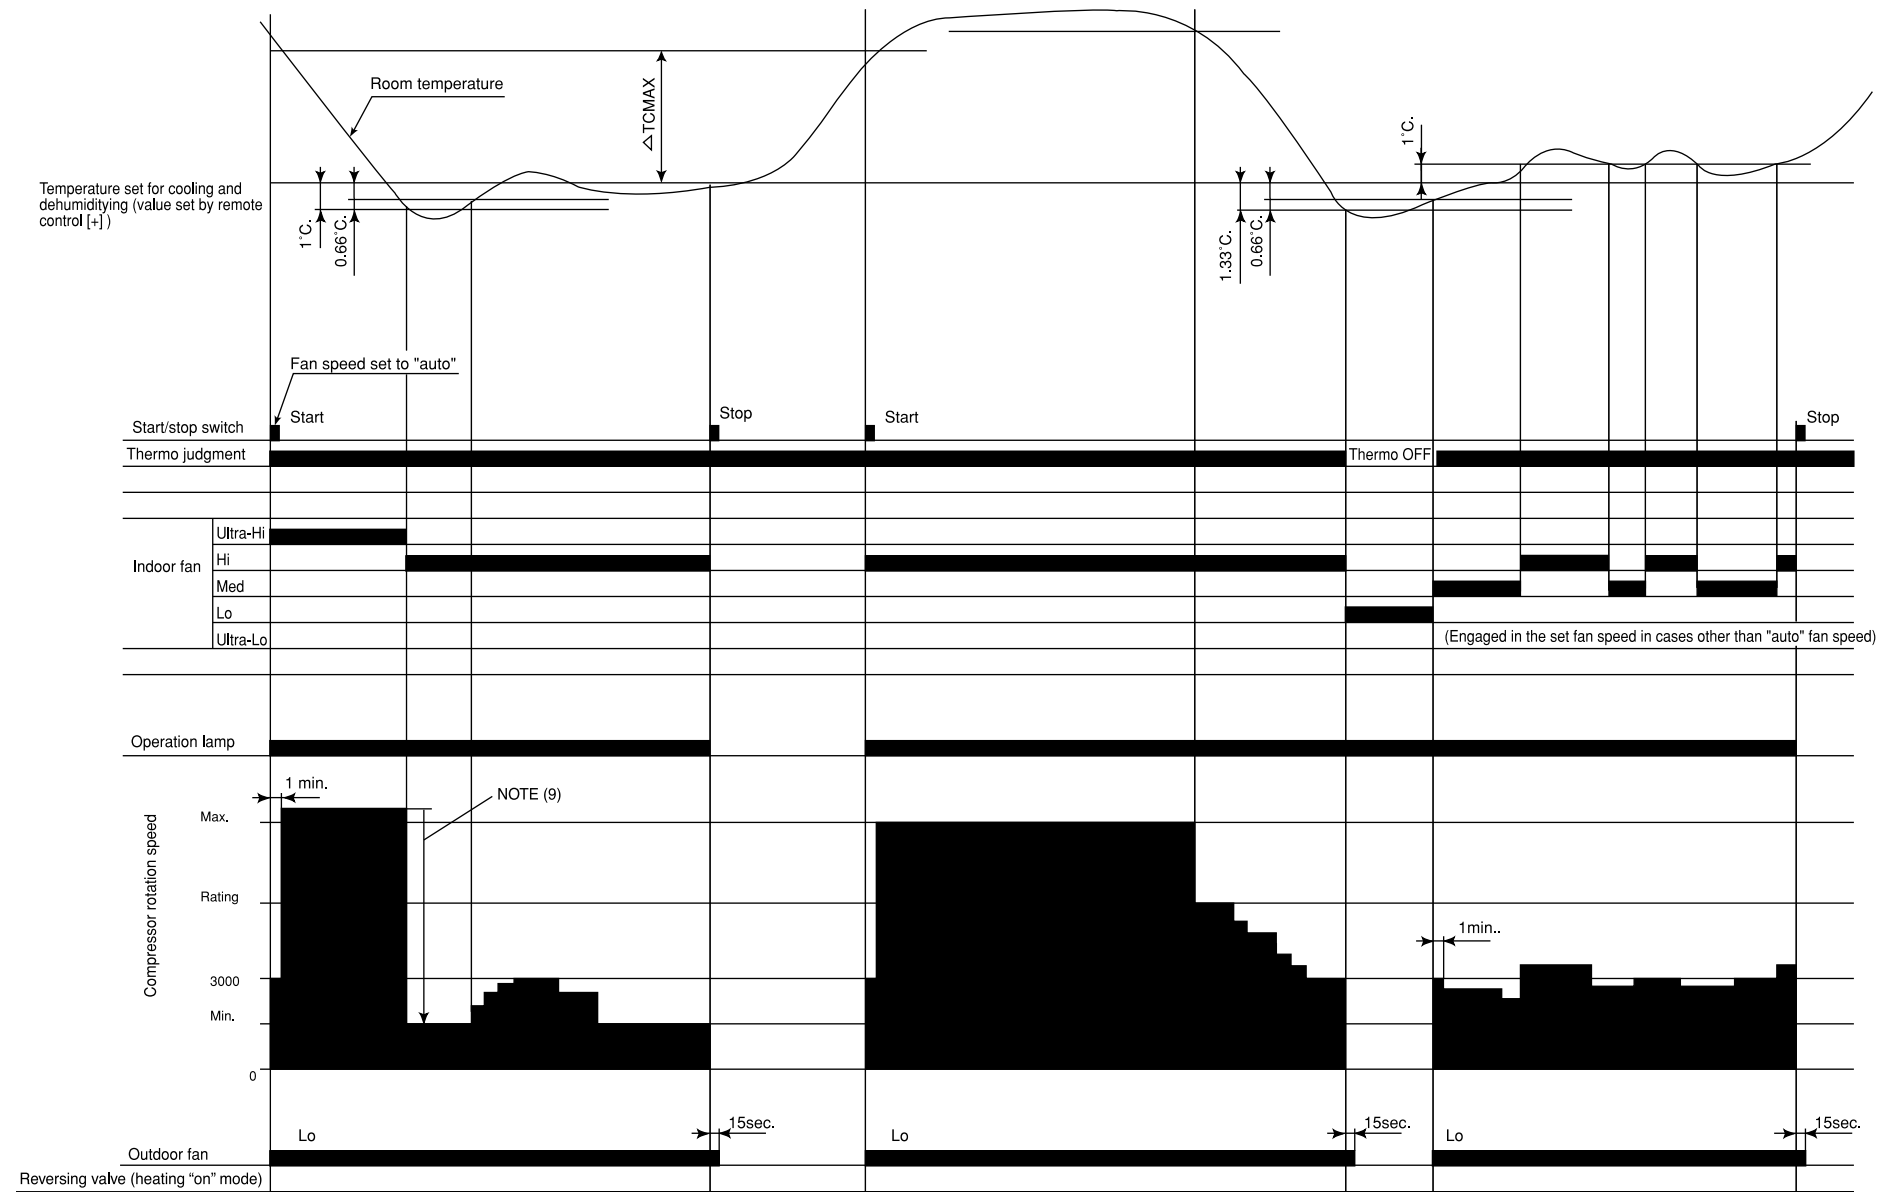 Room temperature
△TCMAX
1°C.
Temperature set for cooling and
dehumiditying (value set by remote
control [+] )
1°C.
0.66°C.
1.33°C.
0.66°C.
Fan speed set to "auto"
Start/stop switch
Start
Stop
Start
Stop
Thermo judgment
Thermo OFF
Indoor fan
Ultra-Hi
Hi
Med
Lo
Ultra-Lo
(Engaged in the set fan speed in cases other than "auto" fan speed)
Operation lamp
1 min.
NOTE (9)
Compressor rotation speed
Max.
Rating
3000
Min.
0
1min..
Lo
15sec.
Lo
15sec.
Lo
15sec.
Outdoor fan
Reversing valve (heating “on” mode)